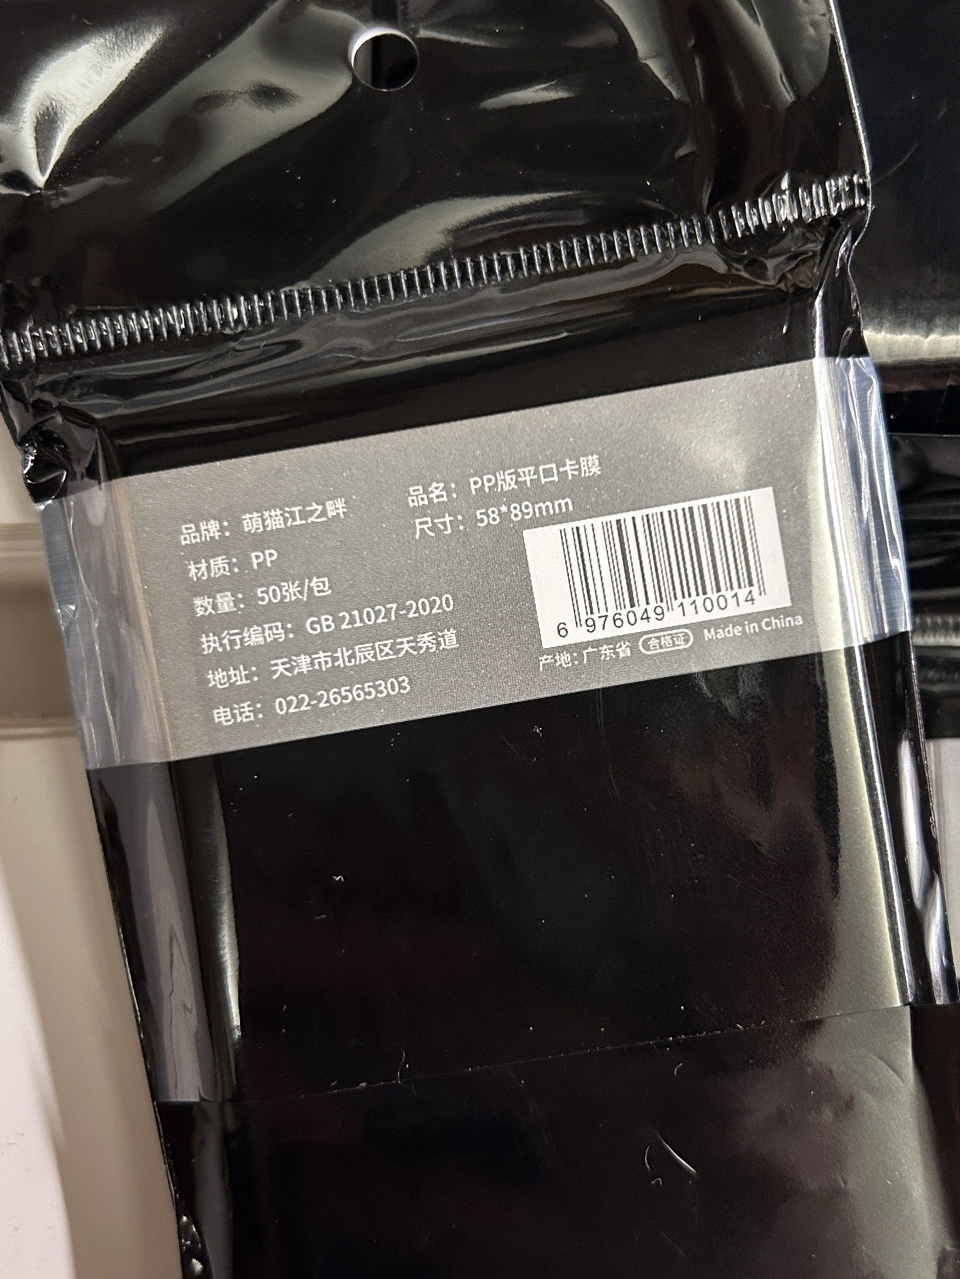 品牌：萌猫江之畔
材质：PP
数量：50张/包
执行编码：GB 21027-2020
地址：天津市北辰区天秀道
电话：022-26565303
品名：PP版平口卡膜
尺寸：58*89mm
6 976049 110014
产地：广东省 合格证 Made in China